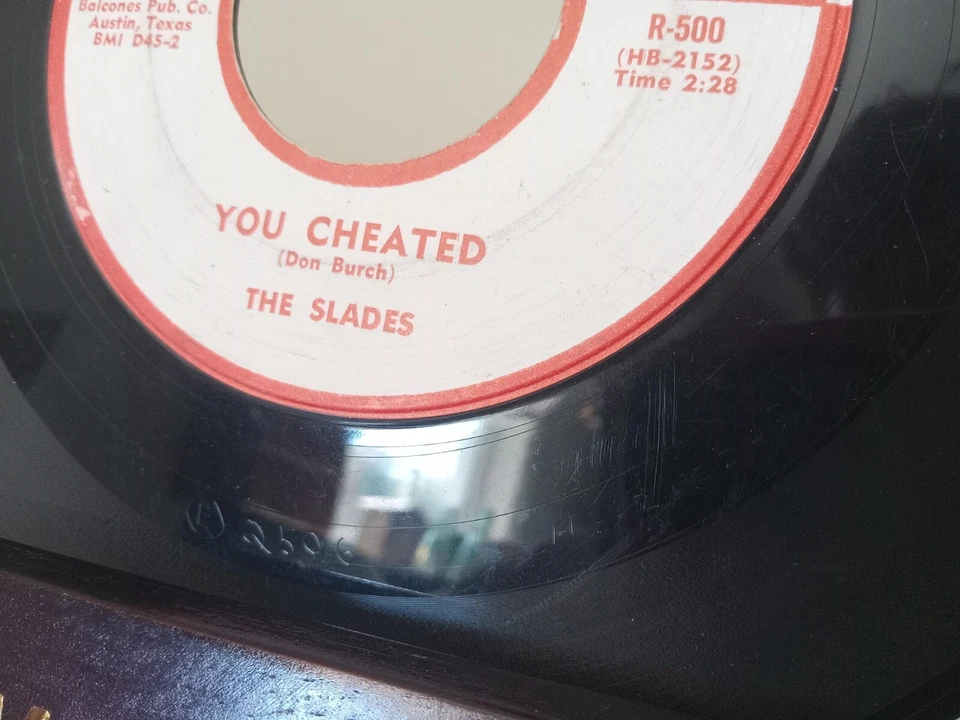 Balcones Pub. Co.
Austin, Texas
BMI D45-2
R-500
(HB-2152)
Time 2:28
YOU CHEATED
(Don Burch)
THE SLADES